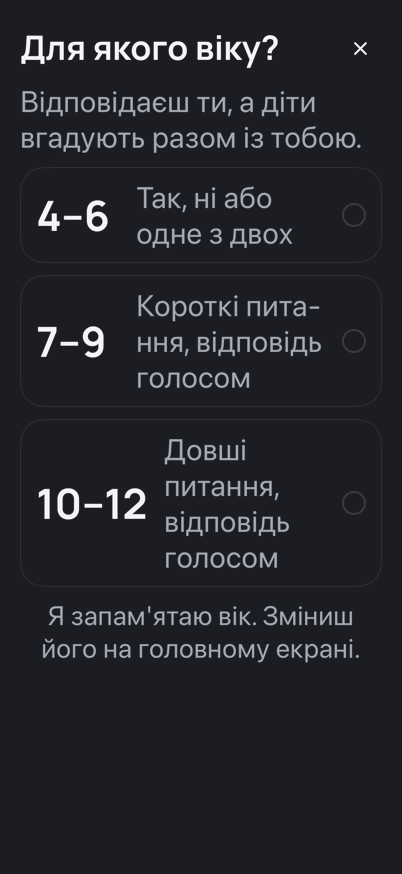 Для якого віку?
Відповідаєш ти, а діти
вгадують разом із тобою.
4–6
Так, ні або
одне з двох
7–9
Короткі пита-
ння, відповідь
голосом
10–12
Довші
питання,
відповідь
голосом
Я запам'ятаю вік. Зміниш
його на головному екрані.